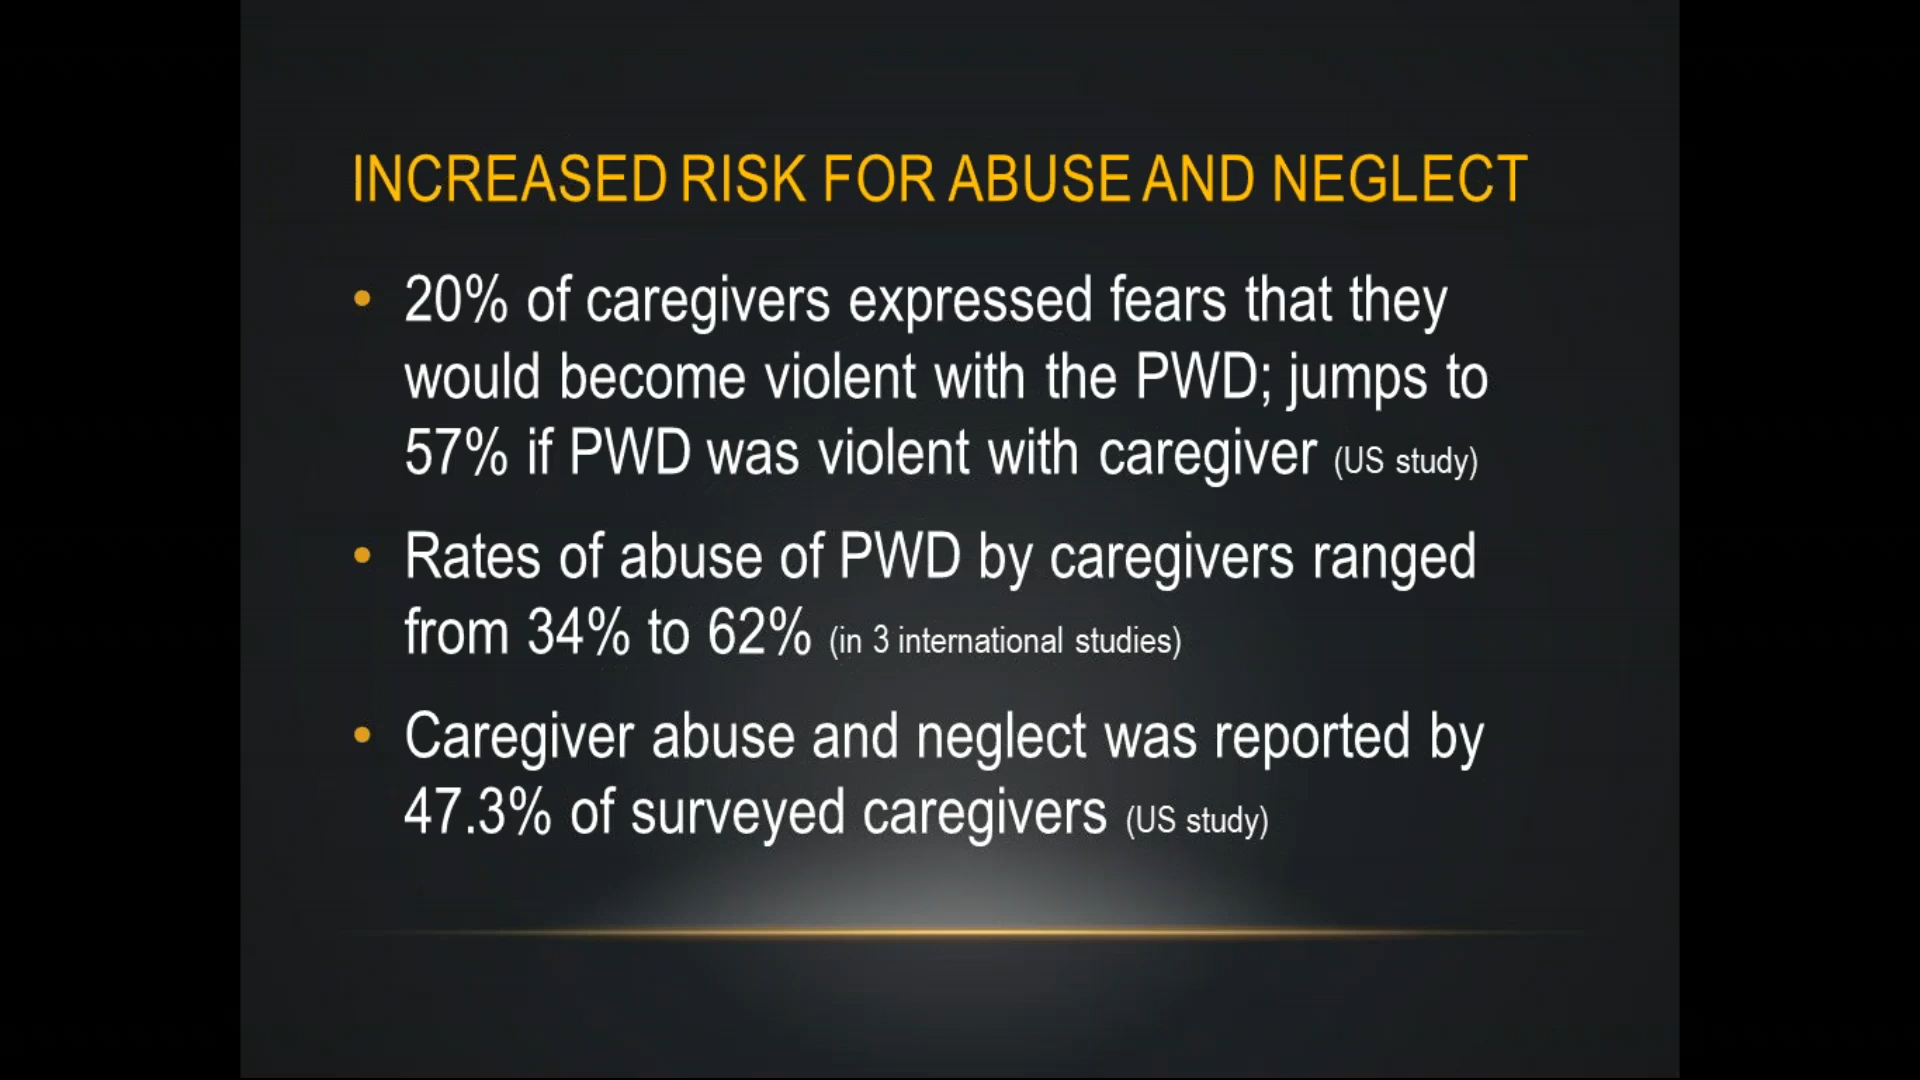 INCREASED RISK FOR ABUSE AND NEGLECT
• 20% of caregivers expressed fears that they
would become violent with the PWD; jumps to
57% if PWD was violent with caregiver (US study)
• Rates of abuse of PWD by caregivers ranged
from 34% to 62% (in 3 international studies)
• Caregiver abuse and neglect was reported by
47.3% of surveyed caregivers (US study)